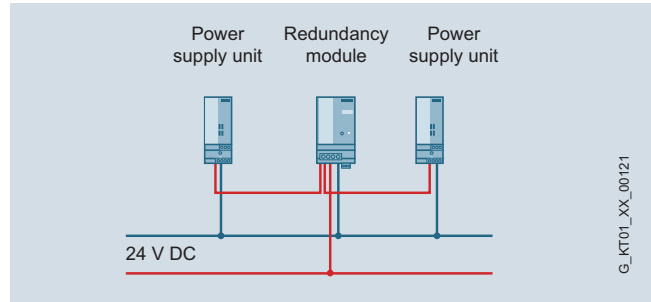 Power
supply unit
Redundancy
module
Power
supply unit
24 V DC
G_KT01_XX_00121